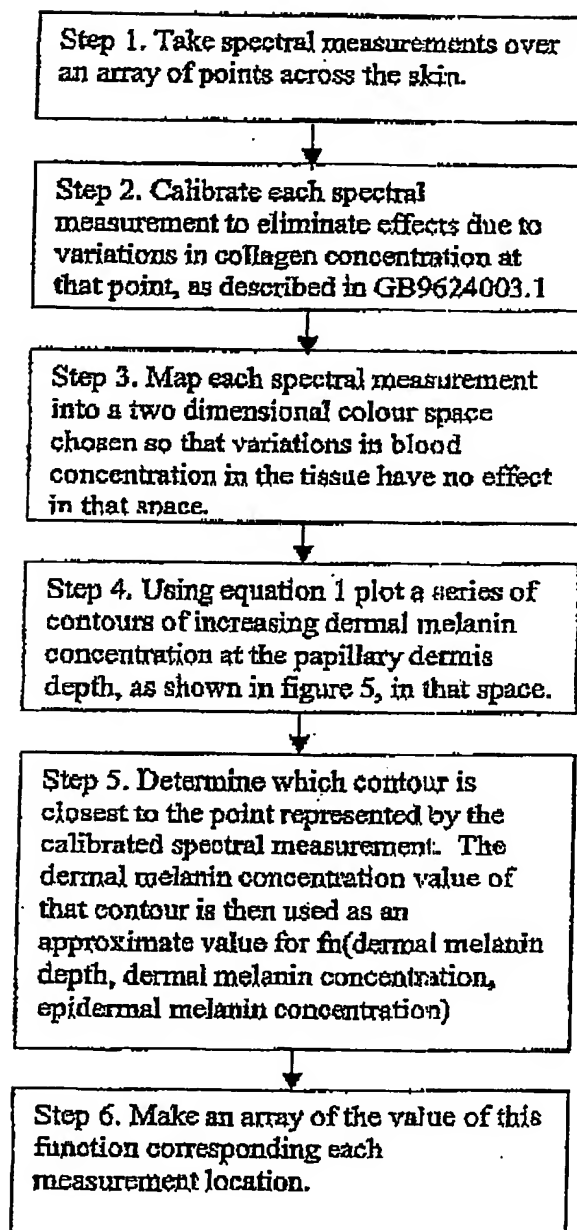 Step 1. Take spectral measurements over
an array of points across the skin.
Step 2. Calibrate each spectral
measurement to eliminate effects due to
variations in collagen concentration at
that point, as described in GB9624003.1
Step 3. Map each spectral measurement
into a two dimensional colour space
chosen so that variations in blood
concentration in the tissue have no effect
in that space.
Step 4. Using equation 1 plot a series of
contours of increasing dermal melanin
concentration at the papillary dermis
depth, as shown in figure 5, in that space.
Step 5. Determine which contour is
closest to the point represented by the
calibrated spectral measurement. The
dermal melanin concentration value of
that contour is then used as an
approximate value for fn(dermal melanin
depth, dermal melanin concentration,
epidermal melanin concentration)
Step 6. Make an array of the value of this
function corresponding each
measurement location.